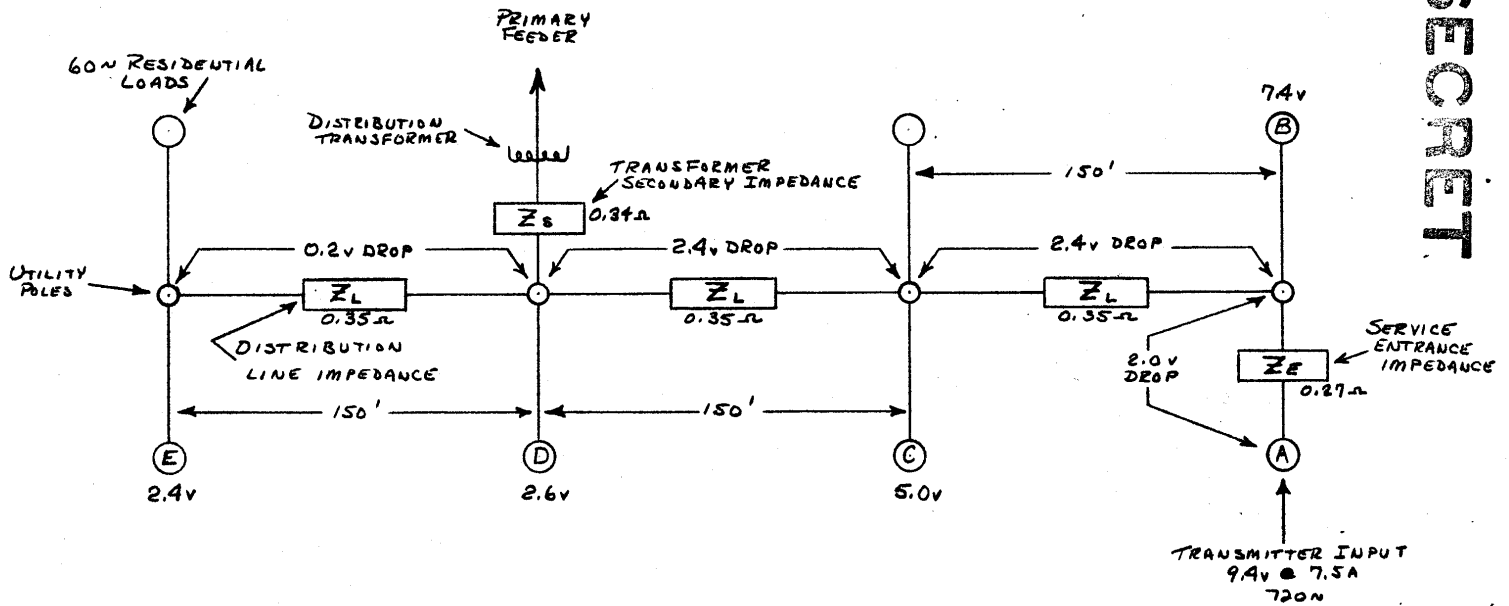 PRIMARY
FEEDER
60~ RESIDENTIAL
LOADS
SECRET
7.4v
B
DISTRIBUTION
TRANSFORMER
TRANSFORMER
SECONDARY IMPEDANCE
150'
Zs
0.34Ω
0.2v DROP
2.4v DROP
2.4v DROP
UTILITY
POLES
ZL
0.35Ω
ZL
0.35Ω
ZL
0.35Ω
DISTRIBUTION
LINE IMPEDANCE
2.0v
DROP
SERVICE
ENTRANCE
IMPEDANCE
ZE
0.27Ω
150'
150'
E
2.4v
D
2.6v
C
5.0v
A
TRANSMITTER INPUT
9.4v @ 7.5A
720~